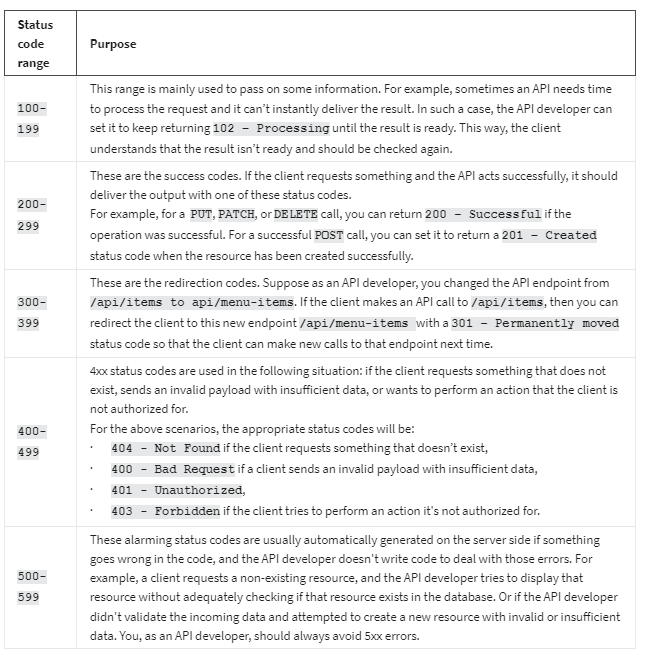 Status
code
range
Purpose
100–
199
This range is mainly used to pass on some information. For example, sometimes an API needs time
to process the request and it can't instantly deliver the result. In such a case, the API developer can
set it to keep returning 102 – Processing until the result is ready. This way, the client
understands that the result isn't ready and should be checked again.
200–
299
These are the success codes. If the client requests something and the API acts successfully, it should
deliver the output with one of these status codes.
For example, for a PUT, PATCH, or DELETE call, you can return 200 – Successful if the
operation was successful. For a successful POST call, you can set it to return a 201 – Created
status code when the resource has been created successfully.
300–
399
These are the redirection codes. Suppose as an API developer, you changed the API endpoint from
/api/items to api/menu-items. If the client makes an API call to /api/items, then you can
redirect the client to this new endpoint /api/menu-items with a 301 – Permanently moved
status code so that the client can make new calls to that endpoint next time.
400–
499
4xx status codes are used in the following situation: if the client requests something that does not
exist, sends an invalid payload with insufficient data, or wants to perform an action that the client is
not authorized for.
For the above scenarios, the appropriate status codes will be:
· 404 – Not Found if the client requests something that doesn't exist,
· 400 – Bad Request if a client sends an invalid payload with insufficient data,
· 401 – Unauthorized,
· 403 – Forbidden if the client tries to perform an action it's not authorized for.
500–
599
These alarming status codes are usually automatically generated on the server side if something
goes wrong in the code, and the API developer doesn't write code to deal with those errors. For
example, a client requests a non-existing resource, and the API developer tries to display that
resource without adequately checking if that resource exists in the database. Or if the API developer
didn't validate the incoming data and attempted to create a new resource with invalid or insufficient
data. You, as an API developer, should always avoid 5xx errors.